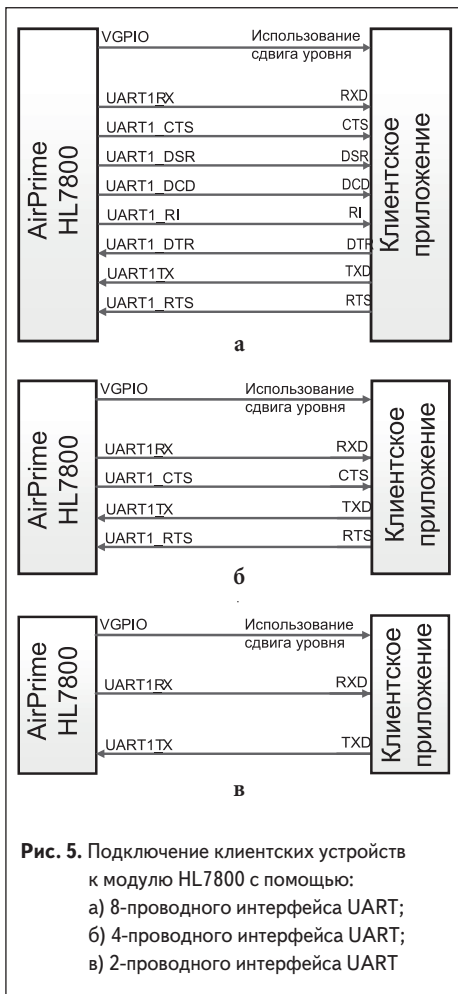 VGPIO Использование
сдвига уровня
UART1RX RXD
UART1_CTS CTS
UART1_DSR DSR
UART1_DCD DCD
UART1_RI RI
UART1_DTR DTR
UART1TX TXD
UART1_RTS RTS
AirPrime
HL7800
Клиентское
приложение
а
VGPIO Использование
сдвига уровня
UART1RX RXD
UART1_CTS CTS
UART1TX TXD
UART1_RTS RTS
AirPrime
HL7800
Клиентское
приложение
б
VGPIO Использование
сдвига уровня
UART1RX RXD
UART1TX TXD
AirPrime
HL7800
Клиентское
приложение
в
Рис. 5. Подключение клиентских устройств
к модулю HL7800 с помощью:
а) 8-проводного интерфейса UART;
б) 4-проводного интерфейса UART;
в) 2-проводного интерфейса UART